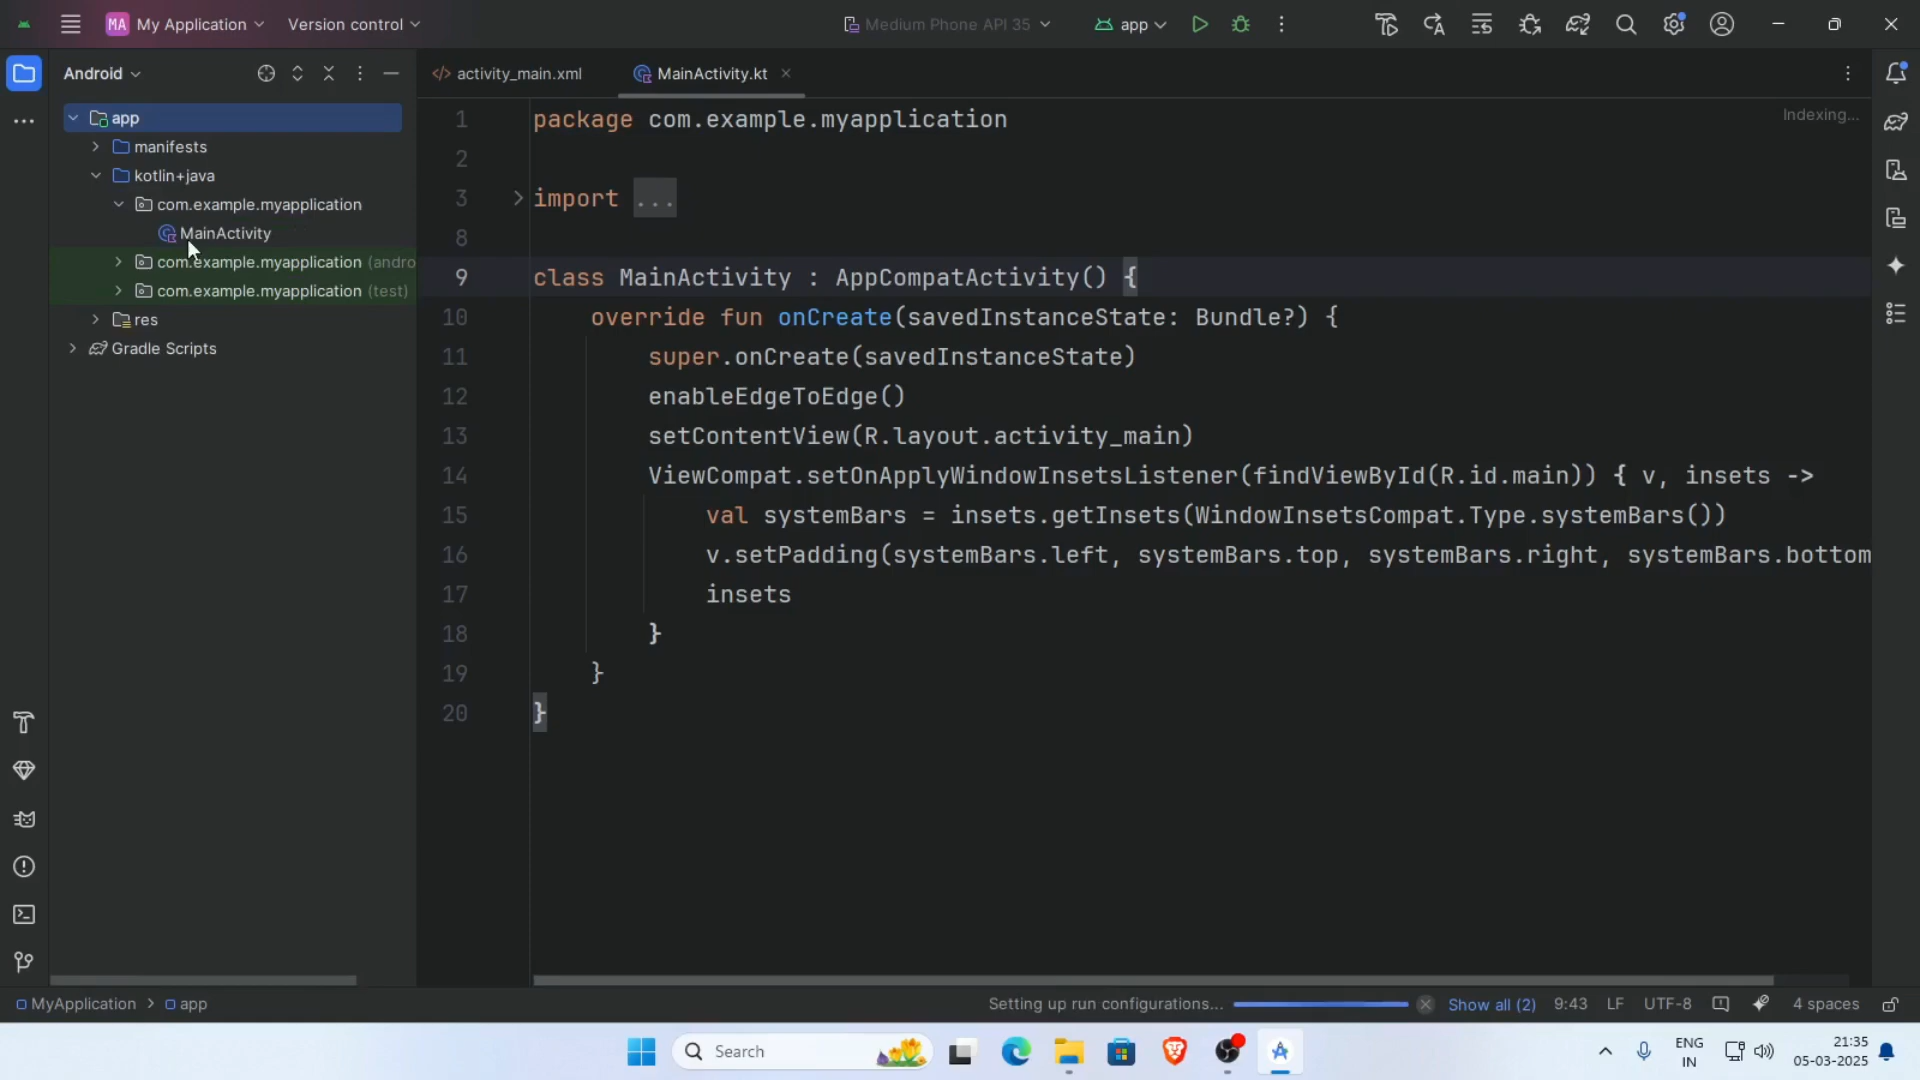 MA My Application Version control Medium Phone API 35 app
Android activity_main.xml MainActivity.kt
app
manifests
kotlin+java
com.example.myapplication
MainActivity
com.example.myapplication (andro
com.example.myapplication (test)
res
Gradle Scripts
Indexing...
1 package com.example.myapplication
2
3 import ...
8
9 class MainActivity : AppCompatActivity() {
10 override fun onCreate(savedInstanceState: Bundle?) {
11 super.onCreate(savedInstanceState)
12 enableEdgeToEdge()
13 setContentView(R.layout.activity_main)
14 ViewCompat.setOnApplyWindowInsetsListener(findViewById(R.id.main)) { v, insets ->
15 val systemBars = insets.getInsets(WindowInsetsCompat.Type.systemBars())
16 v.setPadding(systemBars.left, systemBars.top, systemBars.right, systemBars.bottom
17 insets
18 }
19 }
20 }
MyApplication > app Setting up run configurations... Show all (2) 9:43 LF UTF-8 4 spaces
Search ENG 21:35
IN 05-03-2025